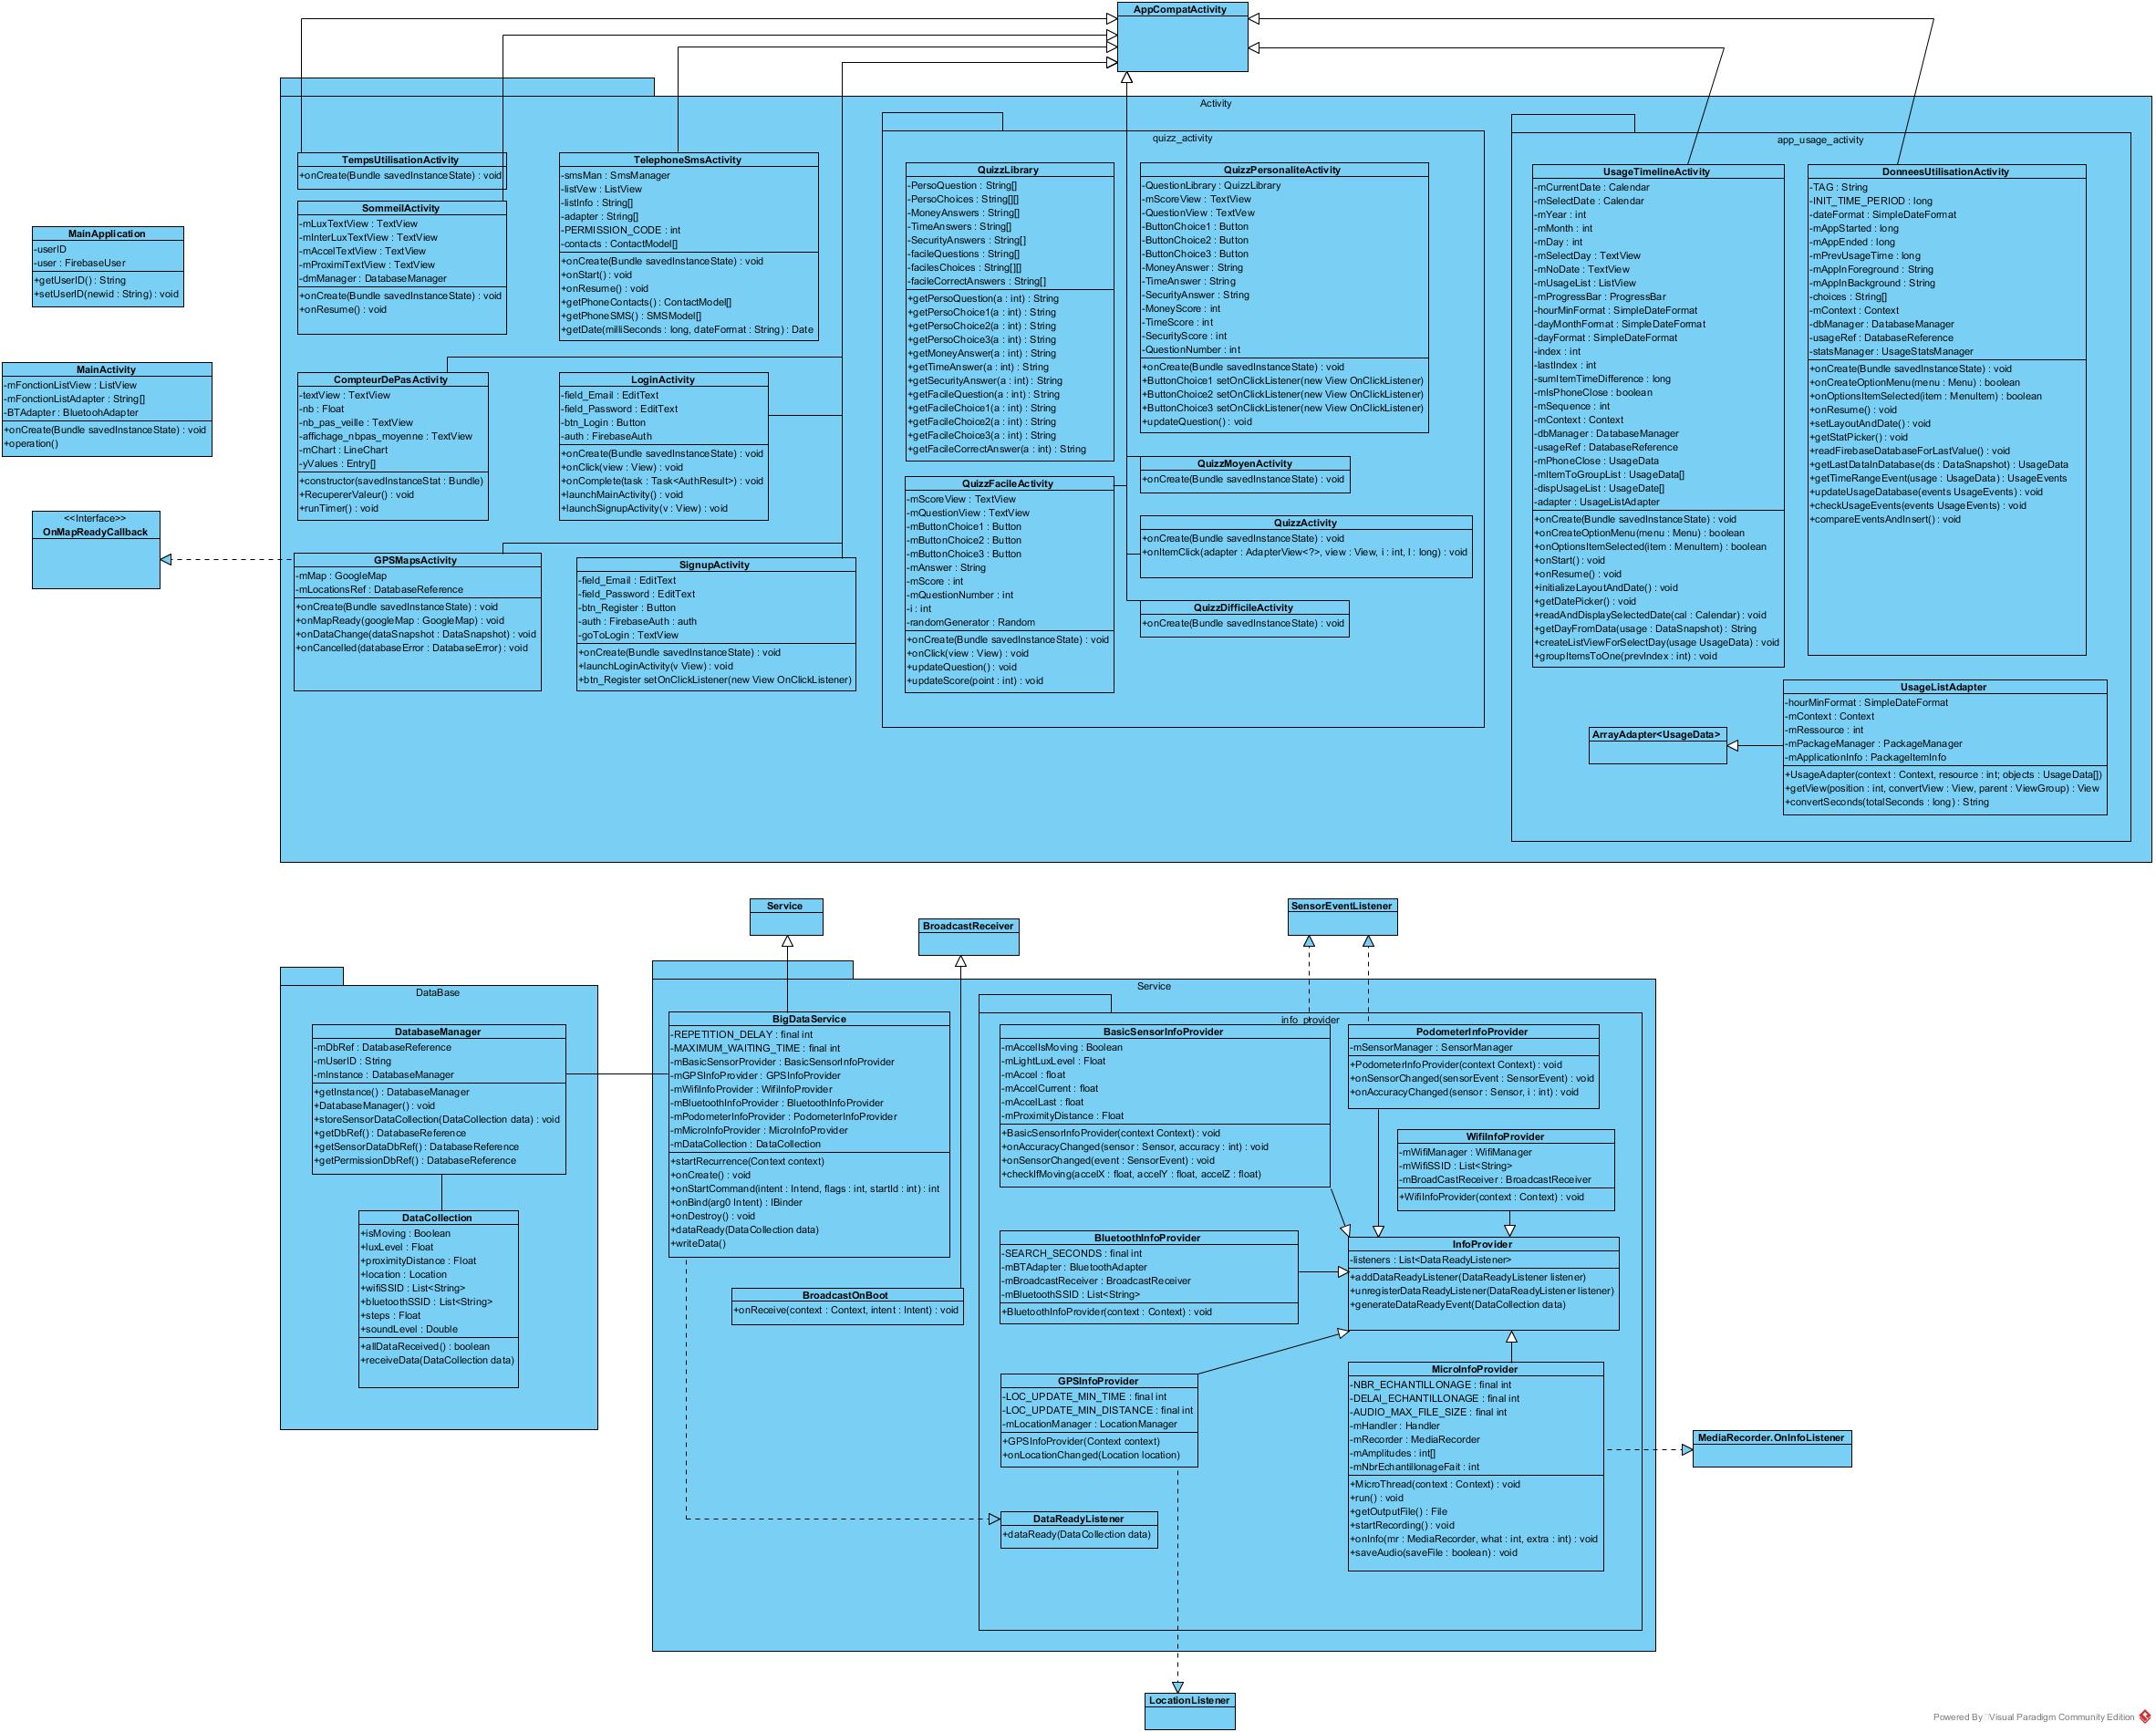 AppCompatActivity
Activity
TempsUtilisationActivity
+onCreate(Bundle savedInstanceState) : void
SommeilActivity
-mLuxTextView : TextView
-mInterLuxTextView : TextView
-mAccelTextView : TextView
-mProximiTextView : TextView
-dmManager : DatabaseManager
+onCreate(Bundle savedInstanceState) : void
+onResume() : void
TelephoneSmsActivity
-smsMan : SmsManager
-listVew : ListView
-listInfo : String[]
-adapter : String[]
-PERMISSION_CODE : int
-contacts : ContactModel[]
+onCreate(Bundle savedInstanceState) : void
+onStart() : void
+onResume() : void
+getPhoneContacts() : ContactModel[]
+getPhoneSMS() : SMSModel[]
+getDate(milliSeconds : long, dateFormat : String) : Date
MainApplication
-userID
-user : FirebaseUser
+getUserID() : String
+setUserID(newid : String) : void
MainActivity
-mFonctionListView : ListView
-mFonctionListAdapter : String[]
-BTAdapter : BluetoohAdapter
+onCreate(Bundle savedInstanceState) : void
+operation()
<<Interface>>
OnMapReadyCallback
CompteurDePasActivity
-textView : TextView
-nb : Float
-nb_pas_veille : TextView
-affichage_nbpas_moyenne : TextView
-mChart : LineChart
-yValues : Entry[]
+constructor(savedInstanceStat : Bundle)
+RecupererValeur() : void
+runTimer() : void
LoginActivity
-field_Email : EditText
-field_Password : EditText
-btn_Login : Button
-auth : FirebaseAuth
+onCreate(Bundle savedInstanceState) : void
+onClick(view : View) : void
+onComplete(task : Task<AuthResult>) : void
+launchMainActivity() : void
+launchSignupActivity(v : View) : void
GPSMapsActivity
-mMap : GoogleMap
-mLocationsRef : DatabaseReference
+onCreate(Bundle savedInstanceState) : void
+onMapReady(googleMap : GoogleMap) : void
+onDataChange(dataSnapshot : DataSnapshot) : void
+onCancelled(databaseError : DatabaseError) : void
SignupActivity
-field_Email : EditText
-field_Password : EditText
-btn_Register : Button
-auth : FirebaseAuth : auth
-goToLogin : TextView
+onCreate(Bundle savedInstanceState) : void
+launchLoginActivity(v View) : void
+btn_Register setOnClickListener(new View OnClickListener)
quizz_activity
QuizzLibrary
-PersoQuestion : String[]
-PersoChoices : String[][]
-MoneyAnswers : String[]
-TimeAnswers : String[]
-SecurityAnswers : String[]
-facileQuestions : String[]
-facilesChoices : String[][]
-facileCorrectAnswers : String[]
+getPersoQuestion(a : int) : String
+getPersoChoice1(a : int) : String
+getPersoChoice2(a : int) : String
+getPersoChoice3(a : int) : String
+getMoneyAnswer(a : int) : String
+getTimeAnswer(a : int) : String
+getSecurityAnswer(a : int) : String
+getFacileQuestion(a : int) : String
+getFacileChoice1(a : int) : String
+getFacileChoice2(a : int) : String
+getFacileChoice3(a : int) : String
+getFacileCorrectAnswer(a : int) : String
QuizzFacileActivity
-mScoreView : TextView
-mQuestionView : TextView
-mButtonChoice1 : Button
-mButtonChoice2 : Button
-mButtonChoice3 : Button
-mAnswer : String
-mScore : int
-mQuestionNumber : int
-i : int
-randomGenerator : Random
+onCreate(Bundle savedInstanceState) : void
+onClick(view : View) : void
+updateQuestion() : void
+updateScore(point : int) : void
QuizzPersonaliteActivity
-QuestionLibrary : QuizzLibrary
-mScoreView : TextView
-QuestionView : TextVew
-ButtonChoice1 : Button
-ButtonChoice2 : Button
-ButtonChoice3 : Button
-MoneyAnswer : String
-TimeAnswer : String
-SecurityAnswer : String
-MoneyScore : int
-TimeScore : int
-SecurityScore : int
-QuestionNumber : int
+onCreate(Bundle savedInstanceState) : void
+ButtonChoice1 setOnClickListener(new View OnClickListener)
+ButtonChoice2 setOnClickListener(new View OnClickListener)
+ButtonChoice3 setOnClickListener(new View OnClickListener)
+updateQuestion() : void
QuizzMoyenActivity
+onCreate(Bundle savedInstanceState) : void
QuizzActivity
+onCreate(Bundle savedInstanceState) : void
+onItemClick(adapter : AdapterView<?>, view : View, i : int, l : long) : void
QuizzDifficileActivity
+onCreate(Bundle savedInstanceState) : void
app_usage_activity
UsageTimelineActivity
-mCurrentDate : Calendar
-mSelectDate : Calendar
-mYear : int
-mMonth : int
-mDay : int
-mSelectDay : TextView
-mNoDate : TextView
-mUsageList : ListView
-mProgressBar : ProgressBar
-hourMinFormat : SimpleDateFormat
-dayMonthFormat : SimpleDateFormat
-dayFormat : SimpleDateFormat
-index : int
-lastIndex : int
-sumItemTimeDifference : long
-mIsPhoneClose : boolean
-mSequence : int
-mContext : Context
-dbManager : DatabaseManager
-usageRef : DatabaseReference
-mPhoneClose : UsageData
-mItemToGroupList : UsageData[]
-dispUsageList : UsageDate[]
-adapter : UsageListAdapter
+onCreate(Bundle savedInstanceState) : void
+onCreateOptionMenu(menu : Menu) : boolean
+onOptionsItemSelected(item : MenuItem) : boolean
+onStart() : void
+onResume() : void
+initializeLayoutAndDate() : void
+getDatePicker() : void
+readAndDisplaySelectedDate(cal : Calendar) : void
+getDayFromData(usage : DataSnapshot) : String
+createListViewForSelectDay(usage UsageData) : void
+groupItemsToOne(prevIndex : int) : void
DonneesUtilisationActivity
-TAG : String
-INIT_TIME_PERIOD : long
-dateFormat : SimpleDateFormat
-mAppStarted : long
-mAppEnded : long
-mPrevUsageTime : long
-mAppInForeground : String
-mAppInBackground : String
-choices : String[]
-mContext : Context
-dbManager : DatabaseManager
-usageRef : DatabaseReference
-statsManager : UsageStatsManager
+onCreate(Bundle savedInstanceState) : void
+onCreateOptionMenu(menu : Menu) : boolean
+onOptionsItemSelected(item : MenuItem) : boolean
+onResume() : void
+setLayoutAndDate() : void
+getStatPicker() : void
+readFirebaseDatabaseForLastValue() : void
+getLastDataInDatabase(ds : DataSnapshot) : UsageData
+getTimeRangeEvent(usage : UsageData) : UsageEvents
+updateUsageDatabase(events UsageEvents) : void
+checkUsageEvents(events UsageEvents) : void
+compareEventsAndInsert() : void
ArrayAdapter<UsageData>
UsageListAdapter
-hourMinFormat : SimpleDateFormat
-mContext : Context
-mRessource : int
-mPackageManager : PackageManager
-mApplicationInfo : PackageItemInfo
+UsageAdapter(context : Context, resource : int; objects : UsageData[])
+getView(position : int, convertView : View, parent : ViewGroup) : View
+convertSeconds(totalSeconds : long) : String
Service
BroadcastReceiver
SensorEventListener
DataBase
DatabaseManager
-mDbRef : DatabaseReference
-mUserID : String
-mInstance : DatabaseManager
+getInstance() : DatabaseManager
+DatabaseManager() : void
+storeSensorDataCollection(DataCollection data) : void
+getDbRef() : DatabaseReference
+getSensorDataDbRef() : DatabaseReference
+getPermissionDbRef() : DatabaseReference
DataCollection
+isMoving : Boolean
+luxLevel : Float
+proximityDistance : Float
+location : Location
+wifiSSID : List<String>
+bluetoothSSID : List<String>
+steps : Float
+soundLevel : Double
+allDataReceived() : boolean
+receiveData(DataCollection data)
Service
BigDataService
-REPETITION_DELAY : final int
-MAXIMUM_WAITING_TIME : final int
-mBasicSensorProvider : BasicSensorInfoProvider
-mGPSInfoProvider : GPSInfoProvider
-mWifiInfoProvider : WifiInfoProvider
-mBluetoothInfoProvider : BluetoothInfoProvider
-mPodometerInfoProvider : PodometerInfoProvider
-mMicroInfoProvider : MicroInfoProvider
-mDataCollection : DataCollection
+startRecurrence(Context context)
+onCreate() : void
+onStartCommand(intent : Intend, flags : int, startId : int) : int
+onBind(arg0 Intent) : IBinder
+onDestroy() : void
+dataReady(DataCollection data)
+writeData()
BroadcastOnBoot
+onReceive(context : Context, intent : Intent) : void
info_provider
BasicSensorInfoProvider
-mAccelIsMoving : Boolean
-mLightLuxLevel : Float
-mAccel : float
-mAccelCurrent : float
-mAccelLast : float
-mProximityDistance : Float
+BasicSensorInfoProvider(context Context) : void
+onAccuracyChanged(sensor : Sensor, accuracy : int) : void
+onSensorChanged(event : SensorEvent) : void
+checkIfMoving(accelX : float, accelY : float, accelZ : float)
PodometerInfoProvider
-mSensorManager : SensorManager
+PodometerInfoProvider(context Context) : void
+onSensorChanged(sensorEvent : SensorEvent) : void
+onAccuracyChanged(sensor : Sensor, i : int) : void
WifiInfoProvider
-mWifiManager : WifiManager
-mWifiSSID : List<String>
-mBroadCastReceiver : BroadcastReceiver
+WifiInfoProvider(context : Context) : void
BluetoothInfoProvider
-SEARCH_SECONDS : final int
-mBTAdapter : BluetoothAdapter
-mBroadcastReceiver : BroadcastReceiver
-mBluetoothSSID : List<String>
+BluetoothInfoProvider(context : Context) : void
InfoProvider
-listeners : List<DataReadyListener>
+addDataReadyListener(DataReadyListener listener)
+unregisterDataReadyListener(DataReadyListener listener)
+generateDataReadyEvent(DataCollection data)
GPSInfoProvider
-LOC_UPDATE_MIN_TIME : final int
-LOC_UPDATE_MIN_DISTANCE : final int
-mLocationManager : LocationManager
+GPSInfoProvider(Context context)
+onLocationChanged(Location location)
MicroInfoProvider
-NBR_ECHANTILLONAGE : final int
-DELAI_ECHANTILLONAGE : final int
-AUDIO_MAX_FILE_SIZE : final int
-mHandler : Handler
-mRecorder : MediaRecorder
-mAmplitudes : int[]
-mNbrEchantillonageFait : int
+MicroThread(context : Context) : void
+run() : void
+getOutputFile() : File
+startRecording() : void
+onInfo(mr : MediaRecorder, what : int, extra : int) : void
+saveAudio(saveFile : boolean) : void
DataReadyListener
+dataReady(DataCollection data)
MediaRecorder.OnInfoListener
LocationListener
Powered By Visual Paradigm Community Edition